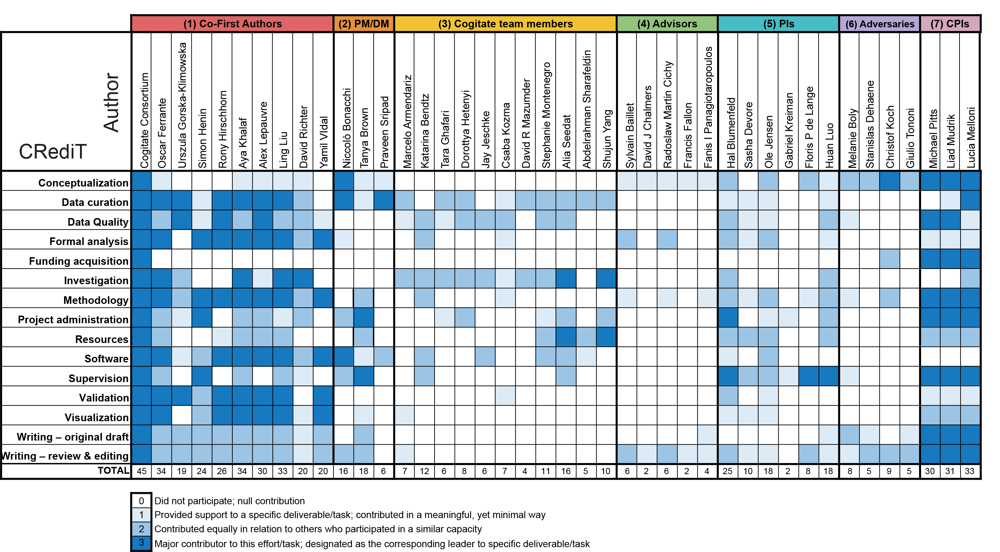 (1) Co-First Authors (2) PM/DM (3) Cogitate team members (4) Advisors (5) PIs (6) Adversaries (7) CPIs
Author
CRediT
Cogitate Consortium
Oscar Ferrante
Urszula Gorska-Klimowska
Simon Henin
Rony Hirschhorn
Aya Khalaf
Alex Lepauvre
Ling Liu
David Richter
Yamil VIdal
Niccolò Bonacchi
Tanya Brown
Praveen Sripad
Marcelo Armendariz
Katarina Bendtz
Tara Ghafari
Dorottya Hetenyi
Jay Jeschke
Csaba Kozma
David R Mazumder
Stephanie Montenegro
Alia Seedat
Abdelrahman Sharafeldin
Shujun Yang
Sylvain Baillet
David J Chalmers
Radoslaw Martin Cichy
Francis Fallon
Fanis I Panagiotaropoulos
Hal Blumenfeld
Sasha Devore
Ole Jensen
Gabriel Kreiman
Floris P de Lange
Huan Luo
Melanie Boly
Stanislas Dehaene
Christof Koch
Giulio Tononi
Michael Pitts
Liad Mudrik
Lucia Melloni
Conceptualization
Data curation
Data Quality
Formal analysis
Funding acquisition
Investigation
Methodology
Project administration
Resources
Software
Supervision
Validation
Visualization
Writing – original draft
Writing – review & editing
TOTAL 45 34 19 24 26 34 30 33 20 20 16 18 6 7 12 6 8 6 7 4 11 16 5 10 6 2 6 2 4 25 10 18 2 8 18 8 5 9 5 30 31 33
0 Did not participate; null contribution
1 Provided support to a specific deliverable/task; contributed in a meaningful, yet minimal way
2 Contributed equally in relation to others who participated in a similar capacity
3 Major contributor to this effort/task; designated as the corresponding leader to specific deliverable/task